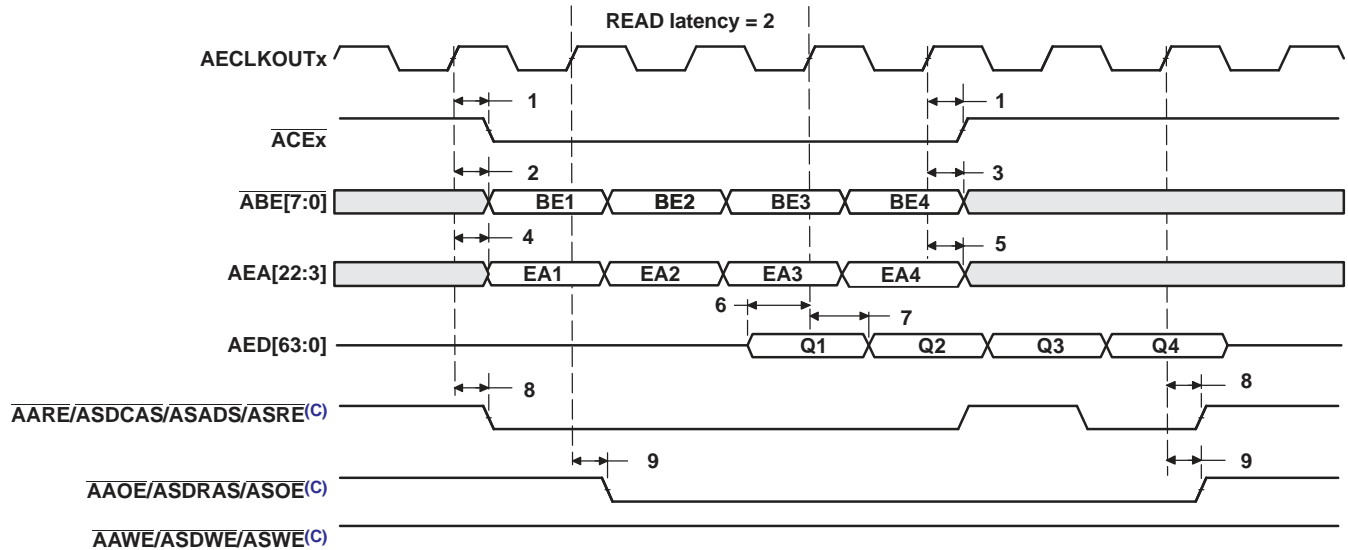 READ latency = 2
AECLKOUTx
1 1
ACEx
2 3
ABE[7:0] BE1 BE2 BE3 BE4
4 5
AEA[22:3] EA1 EA2 EA3 EA4
6 7
AED[63:0] Q1 Q2 Q3 Q4
8 8
AARE/ASDCAS/ASADS/ASRE(C)
9 9
AAOE/ASDRAS/ASOE(C)
AAWE/ASDWE/ASWE(C)